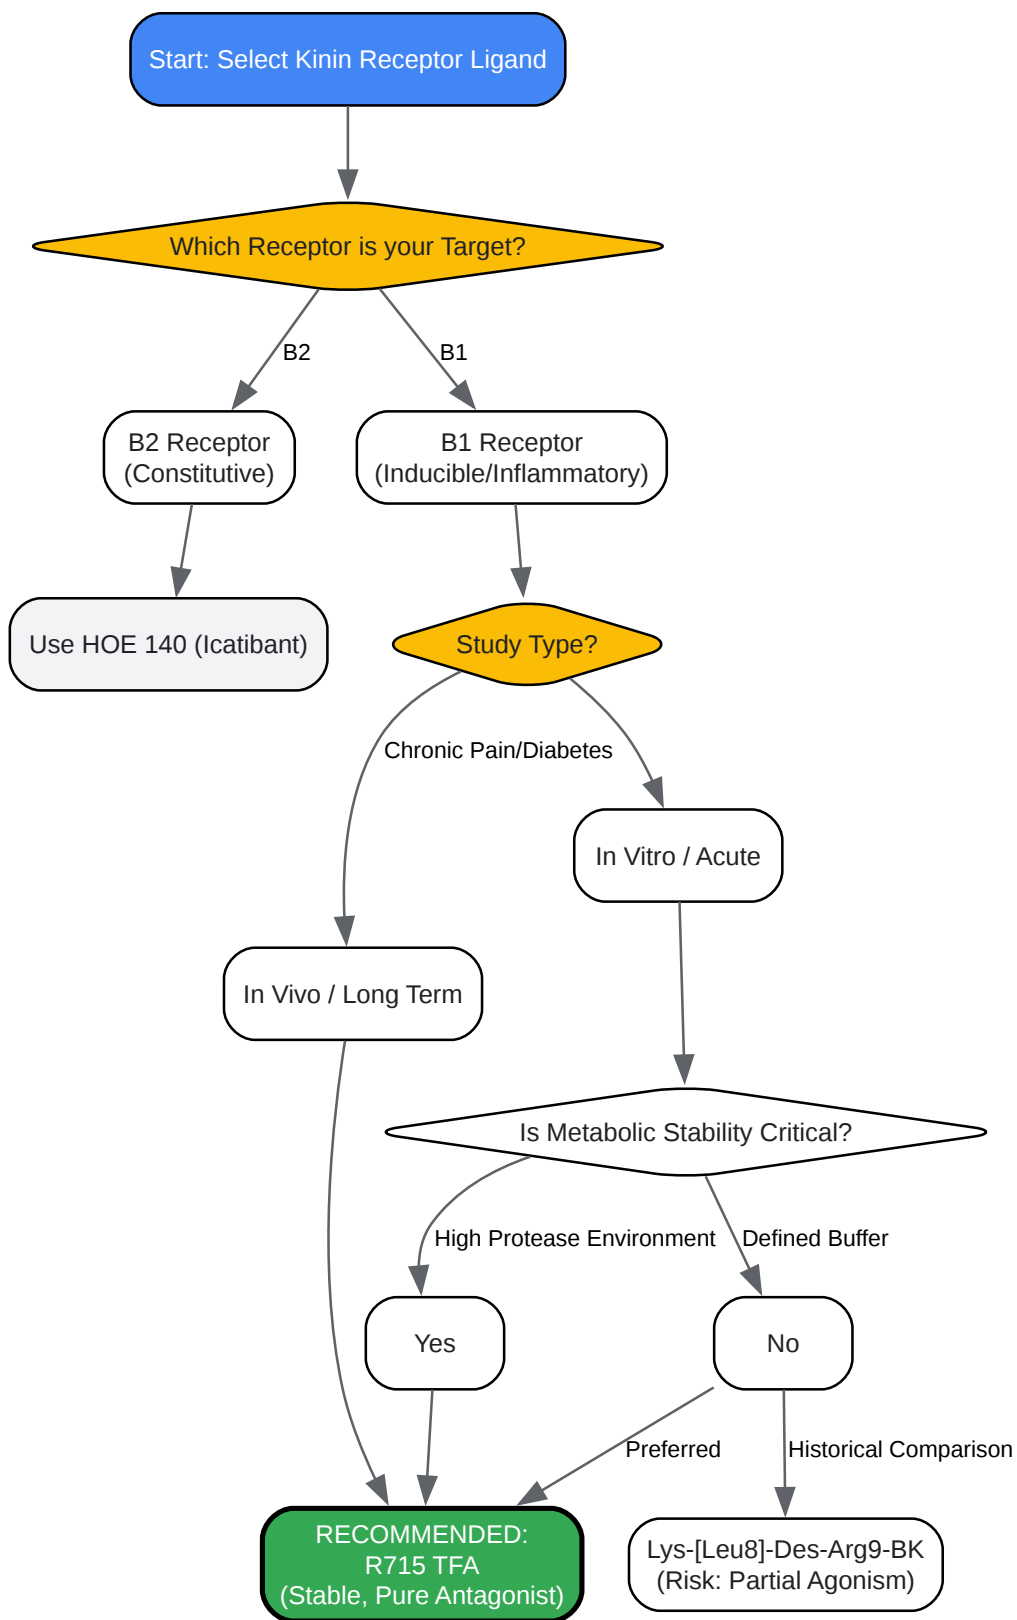 Start: Select Kinin Receptor Ligand
Which Receptor is your Target?
B2
B1
B2 Receptor
(Constitutive)
B1 Receptor
(Inducible/Inflammatory)
Use HOE 140 (Icatibant)
Study Type?
Chronic Pain/Diabetes
In Vitro / Acute
In Vivo / Long Term
Is Metabolic Stability Critical?
High Protease Environment
Defined Buffer
Yes
No
Preferred
Historical Comparison
RECOMMENDED:
R715 TFA
(Stable, Pure Antagonist)
Lys-[Leu8]-Des-Arg9-BK
(Risk: Partial Agonism)